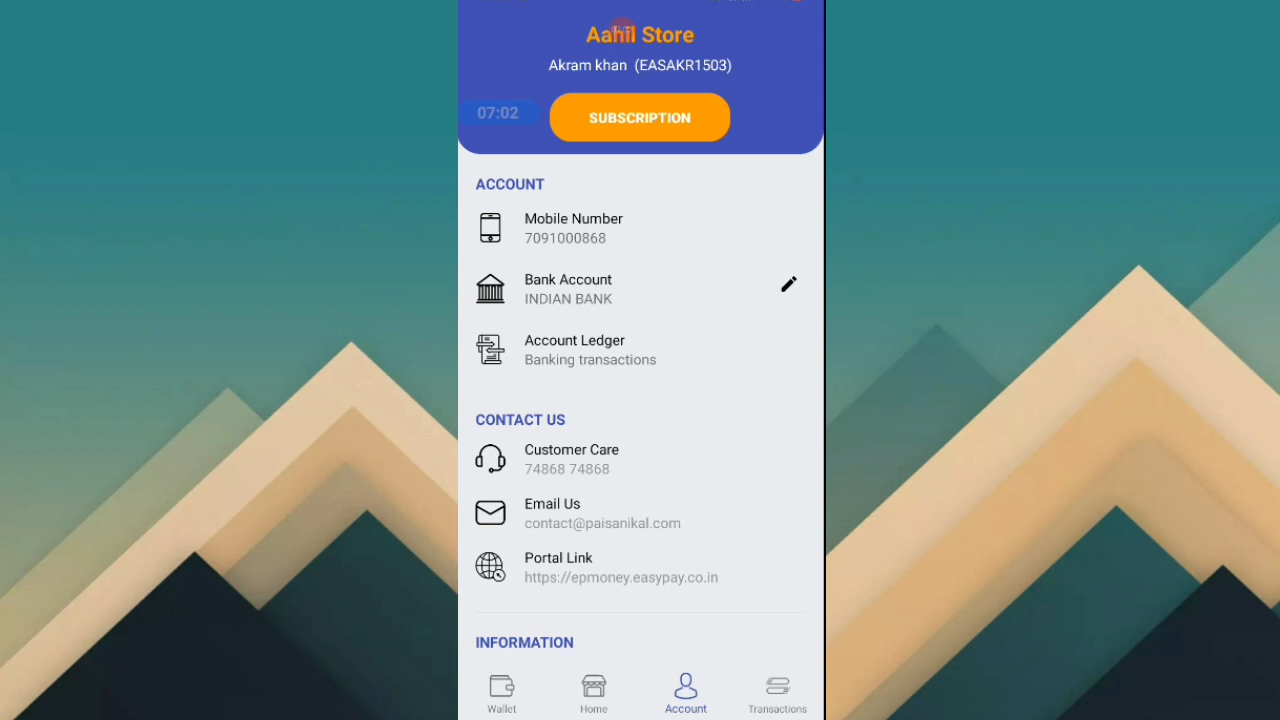 Aahil Store
Akram khan (EASAKR1503)
07:02
SUBSCRIPTION
ACCOUNT
Mobile Number
7091000868
Bank Account
INDIAN BANK
Account Ledger
Banking transactions
CONTACT US
Customer Care
74868 74868
Email Us
contact@paisanikal.com
Portal Link
https://epmoney.easypay.co.in
INFORMATION
Wallet
Home
Account
Transactions